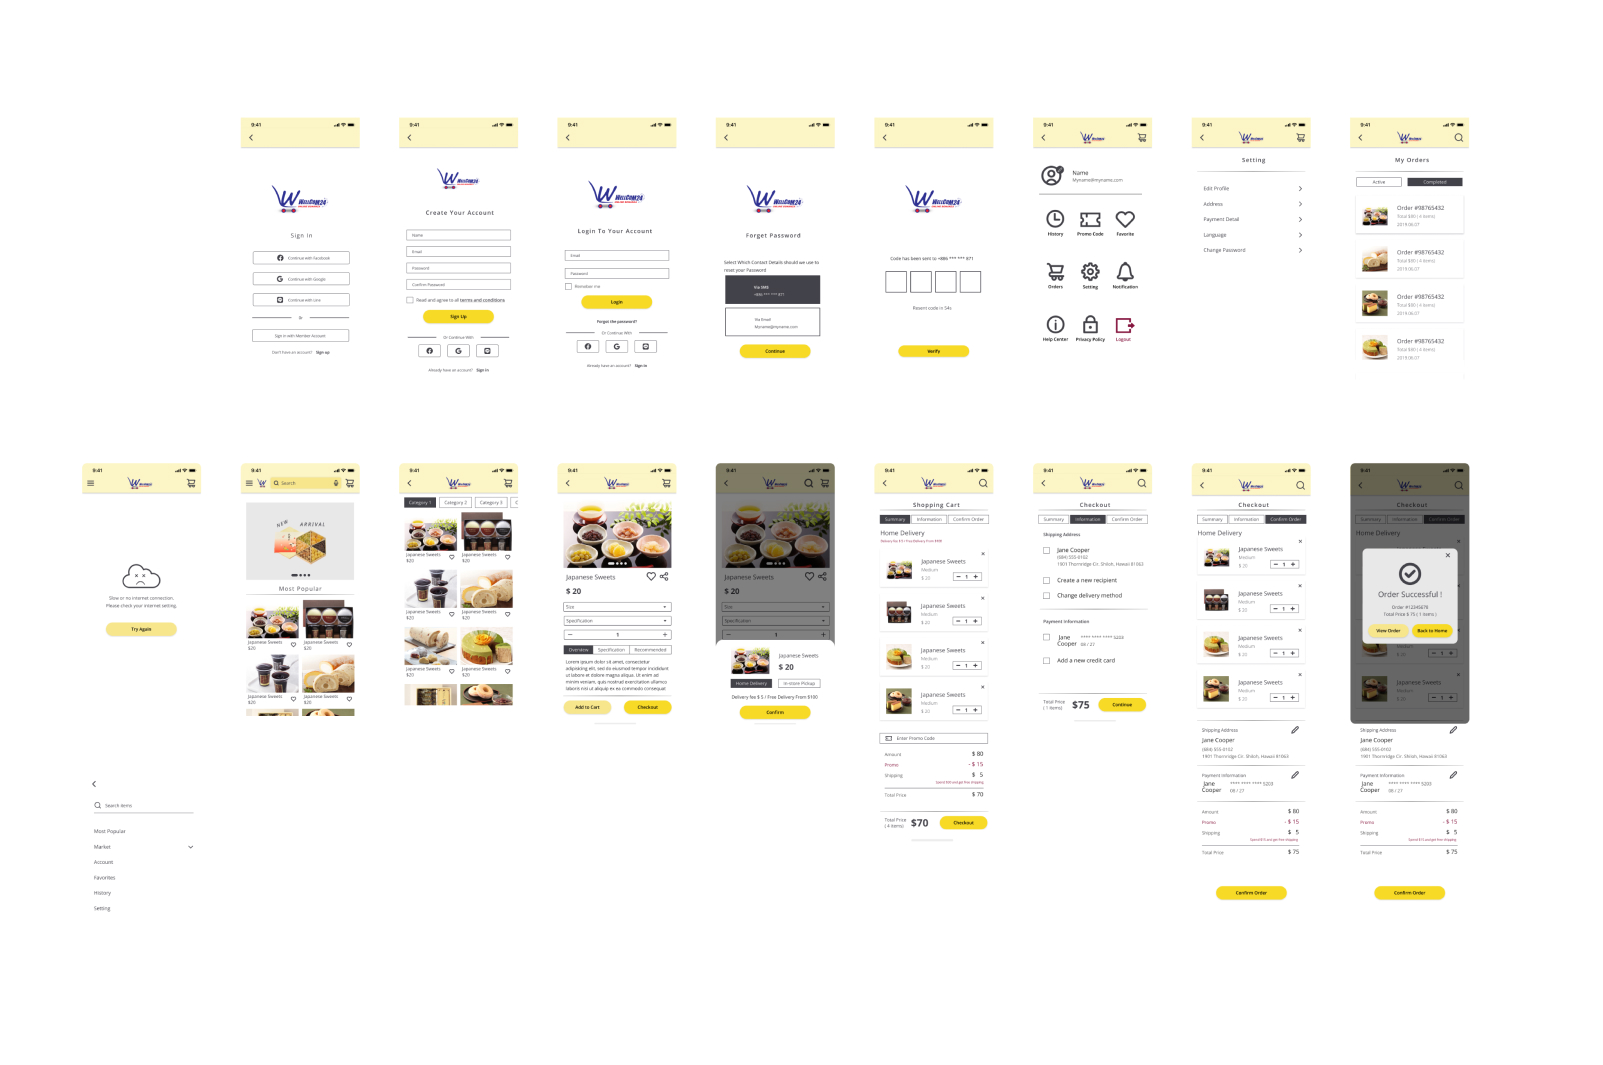 9:41
WELLCOM24
Sign In
Continue with Facebook
Continue with Google
Continue with Line
Or
Sign in with Member Account
Don't have an account? Sign up
9:41
WELLCOM24
Create Your Account
Name
Email
Password
Confirm Password
Read and agree to all terms and conditions
Sign Up
Or Continue With
Already have an account? Sign In
9:41
WELLCOM24
Login To Your Account
Email
Password
Remeber me
Login
Forgot the password?
Or Continue With
Already have an account? Sign in
9:41
WELLCOM24
Forget Password
Select Which Contact Details should we use to
reset your Password
Via SMS
+886 *** *** 871
Via Email
Myname@myname.com
Continue
9:41
WELLCOM24
Code has been sent to +886 *** *** 871
Resent code in 54s
Verify
9:41
Name
Myname@myname.com
History
Promo Code
Favorite
Orders
Setting
Notification
Help Center
Privacy Policy
Logout
9:41
Setting
Edit Profile
Address
Payment Detail
Language
Change Password
9:41
My Orders
Active
Completed
Order #98765432
Total $80 ( 4 items)
2019.06.07
Order #98765432
Total $80 ( 4 items)
2019.06.07
Order #98765432
Total $80 ( 4 items)
2019.06.07
Order #98765432
Total $80 ( 4 items)
2019.06.07
9:41
Slow or no internet connection.
Please check your internet setting.
Try Again
Search items
Most Popular
Market
Account
Favorites
History
Setting
9:41
Search
NEW ARRIVAL
Most Popular
Japanese Sweets
$20
Japanese Sweets
$20
Japanese Sweets
$20
Japanese Sweets
$20
9:41
Category 1
Category 2
Category 3
C
Japanese Sweets
$20
Japanese Sweets
$20
Japanese Sweets
$20
Japanese Sweets
$20
Japanese Sweets
$20
Japanese Sweets
$20
9:41
Japanese Sweets
$ 20
Size
Specification
1
Overview
Specification
Recommended
Lorem ipsum dolor sit amet, consectetur
adipiscing elit, sed do eiusmod tempor incididunt
ut labore et dolore magna aliqua. Ut enim ad
minim veniam, quis nostrud exercitation ullamco
laboris nisi ut aliquip ex ea commodo consequat
Add to Cart
Checkout
9:41
Japanese Sweets
$ 20
Size
Specification
1
Japanese Sweets
$ 20
Home Delivery
In-store Pickup
Delivery fee $ 5 / Free Delivery From $100
Confirm
9:41
Shopping Cart
Summary
Information
Confirm Order
Home Delivery
Delivery fee $ 5 / Free Delivery From $100
Japanese Sweets
Medium
$ 20
1
Japanese Sweets
Medium
$ 20
1
Japanese Sweets
Medium
$ 20
1
Japanese Sweets
Medium
$ 20
1
Enter Promo Code
Amount $ 80
Promo - $ 15
Shipping $ 5
Total Price $ 70
Total Price
( 4 items)
$70
Checkout
9:41
Checkout
Summary
Information
Confirm Order
Shipping Address
Jane Cooper
(684) 555-0102
1901 Thornridge Cir. Shiloh, Hawaii 81063
Create a new recipient
Change delivery method
Payment Information
Jane
Cooper
**** **** **** 5203
08 / 27
Add a new credit card
Total Price
( 1 items)
$75
Continue
9:41
Checkout
Summary
Information
Confirm Order
Home Delivery
Japanese Sweets
Medium
$ 20
1
Japanese Sweets
Medium
$ 20
1
Japanese Sweets
Medium
$ 20
1
Japanese Sweets
Medium
$ 20
1
Shipping Address
Jane Cooper
(684) 555-0102
1901 Thornridge Cir. Shiloh, Hawaii 81063
Payment Information
Jane
Cooper
**** **** **** 5203
08 / 27
Amount $ 80
Promo - $ 15
Shipping $ 5
Total Price $ 75
Confirm Order
9:41
Checkout
Summary
Information
Confirm Order
Home Delivery
Order Successful !
Order #12345678
Total Price $ 75 ( 1 items )
View Order
Back to Home
Shipping Address
Jane Cooper
(684) 555-0102
1901 Thornridge Cir. Shiloh, Hawaii 81063
Payment Information
Jane
Cooper
**** **** **** 5203
08 / 27
Amount $ 80
Promo - $ 15
Shipping $ 5
Total Price $ 75
Confirm Order